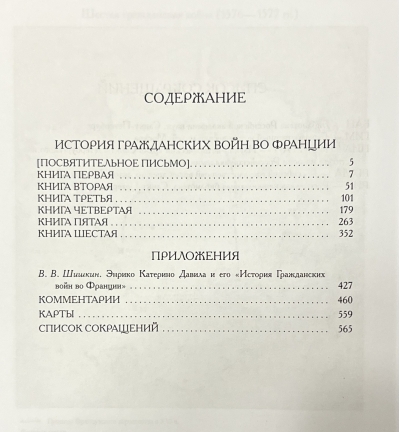 СОДЕРЖАНИЕ
ИСТОРИЯ ГРАЖДАНСКИХ ВОЙН ВО ФРАНЦИИ
[ПОСВЯТИТЕЛЬНОЕ ПИСЬМО] 5
КНИГА ПЕРВАЯ 7
КНИГА ВТОРАЯ 51
КНИГА ТРЕТЬЯ 101
КНИГА ЧЕТВЕРТАЯ 179
КНИГА ПЯТАЯ 263
КНИГА ШЕСТАЯ 352
ПРИЛОЖЕНИЯ
В. В. Шишкин. Энрико Катерино Давила и его «История Гражданских
войн во Франции» 427
КОММЕНТАРИИ 460
КАРТЫ 559
СПИСОК СОКРАЩЕНИЙ 565